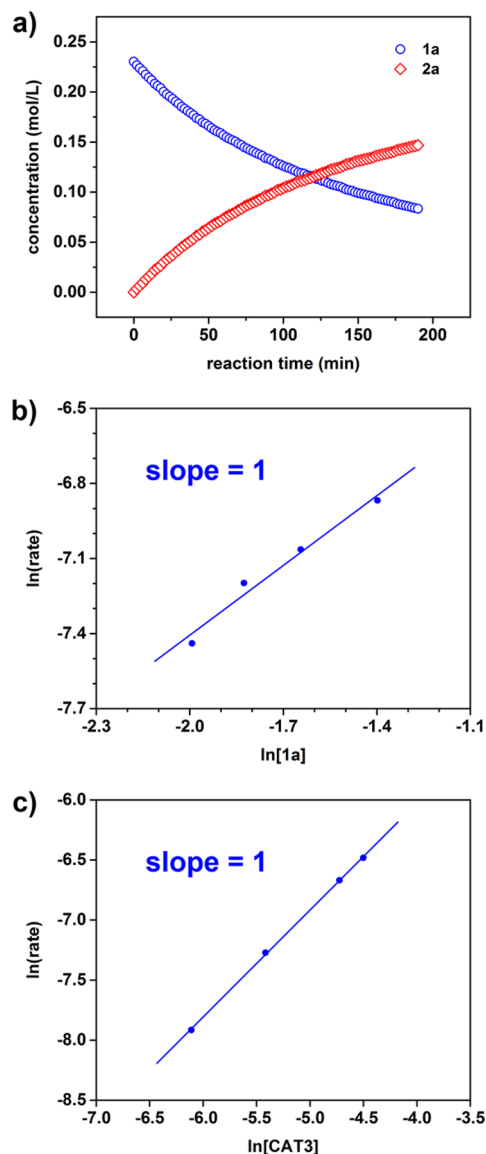 a)
0.25
0.20
0.15
0.10
0.05
0.00
concentration (mol/L)
1a
2a
0
50
100
150
200
reaction time (min)
b)
-6.5
-6.8
-7.1
-7.4
-7.7
ln(rate)
slope = 1
-2.3
-2.0
-1.7
-1.4
-1.1
ln[1a]
c)
-6.0
-6.5
-7.0
-7.5
-8.0
-8.5
ln(rate)
slope = 1
-7.0
-6.5
-6.0
-5.5
-5.0
-4.5
-4.0
-3.5
ln[CAT3]